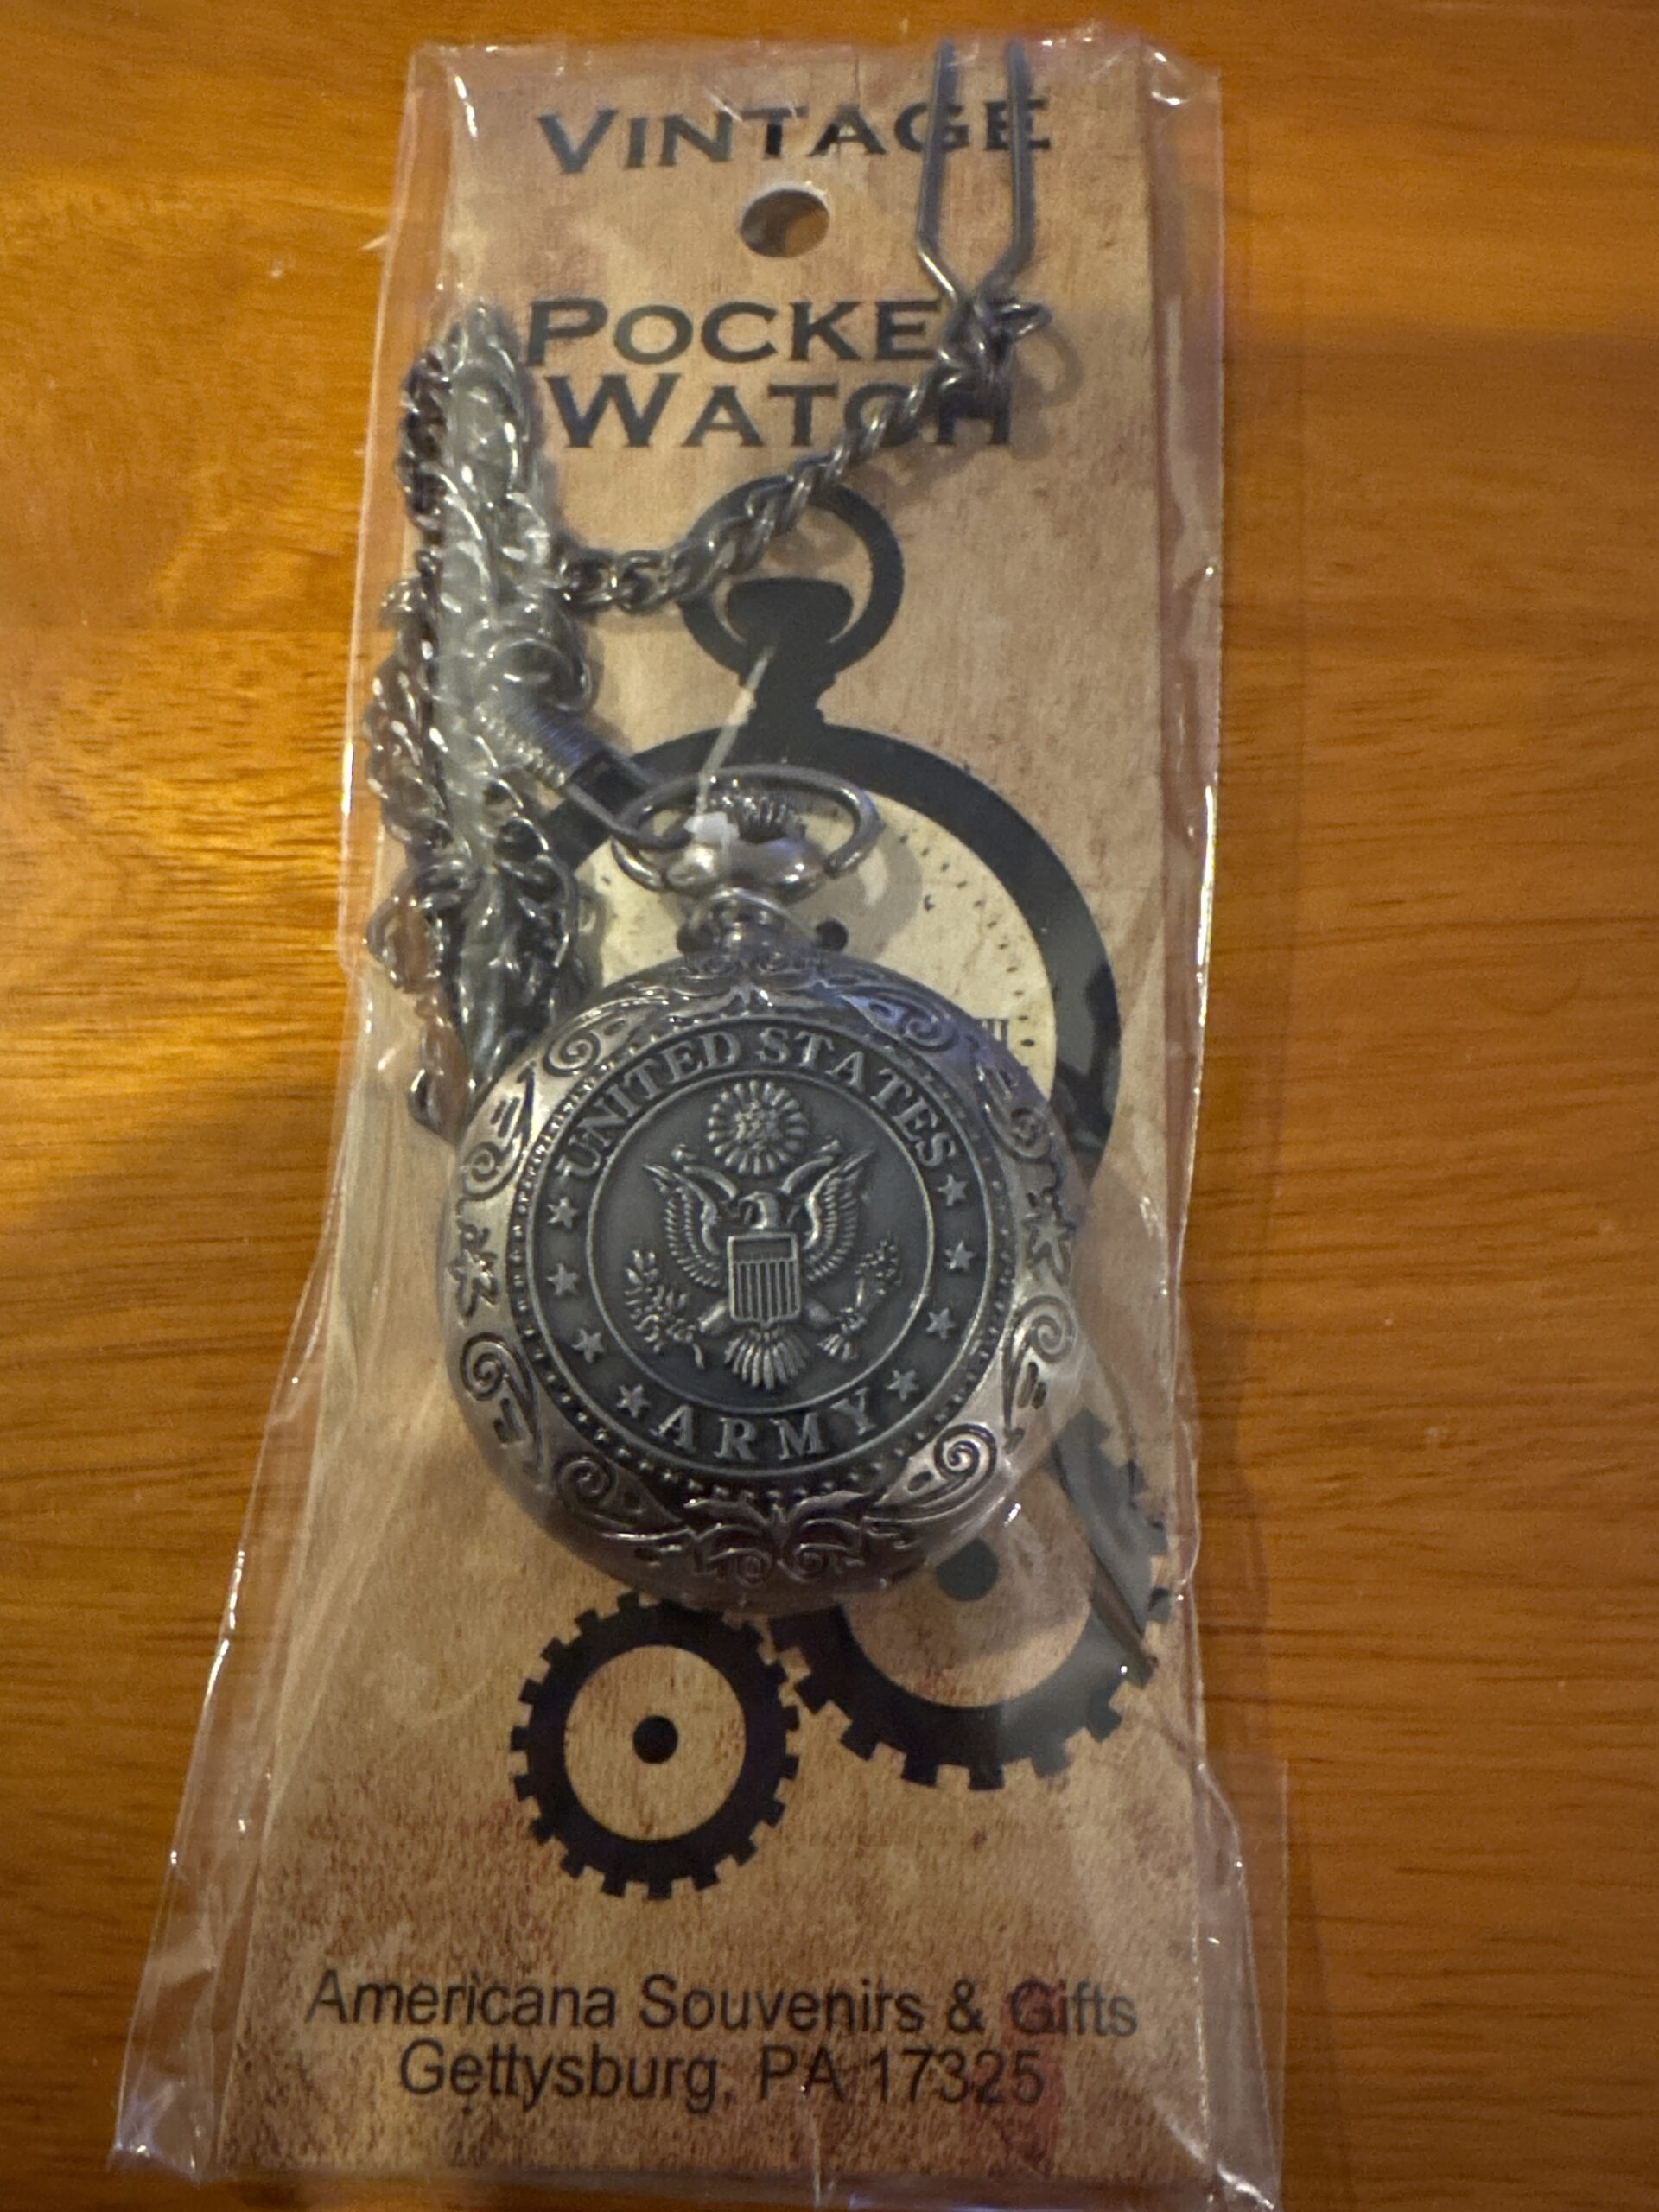 VINTAGE
POCKET
WATCH
UNITED STATES
ARMY
Americana Souvenirs & Gifts
Gettysburg, PA 17325